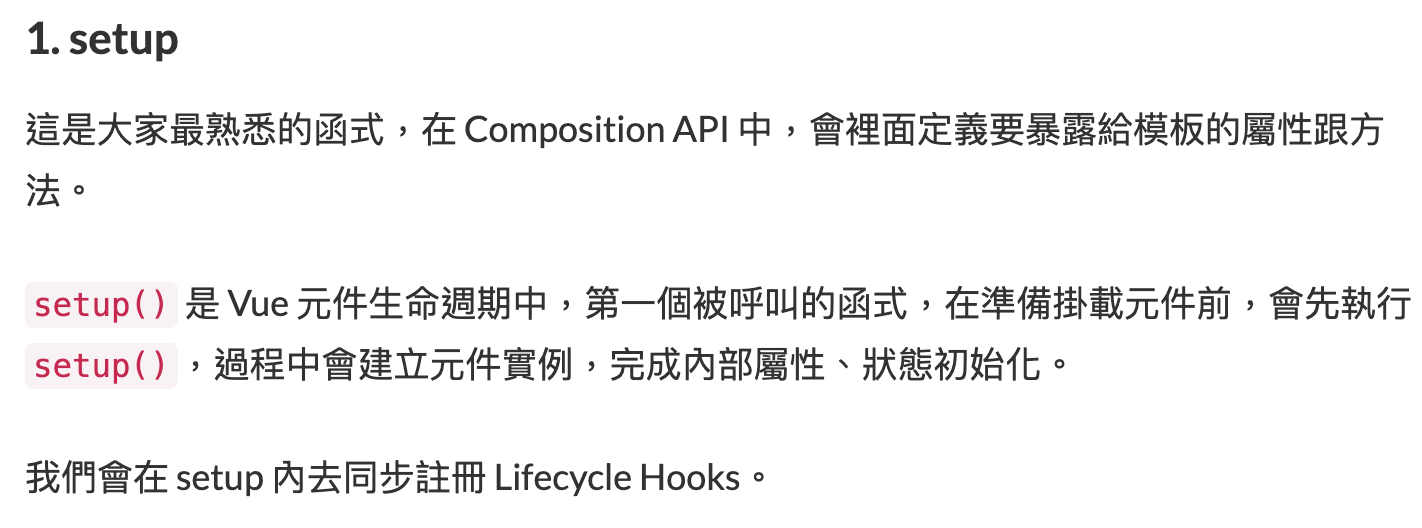 1. setup
這是大家最熟悉的函式，在 Composition API 中，會裡面定義要暴露給模板的屬性跟方
法。
setup() 是 Vue 元件生命週期中，第一個被呼叫的函式，在準備掛載元件前，會先執行
setup() ，過程中會建立元件實例，完成內部屬性、狀態初始化。
我們會在 setup 內去同步註冊 Lifecycle Hooks。